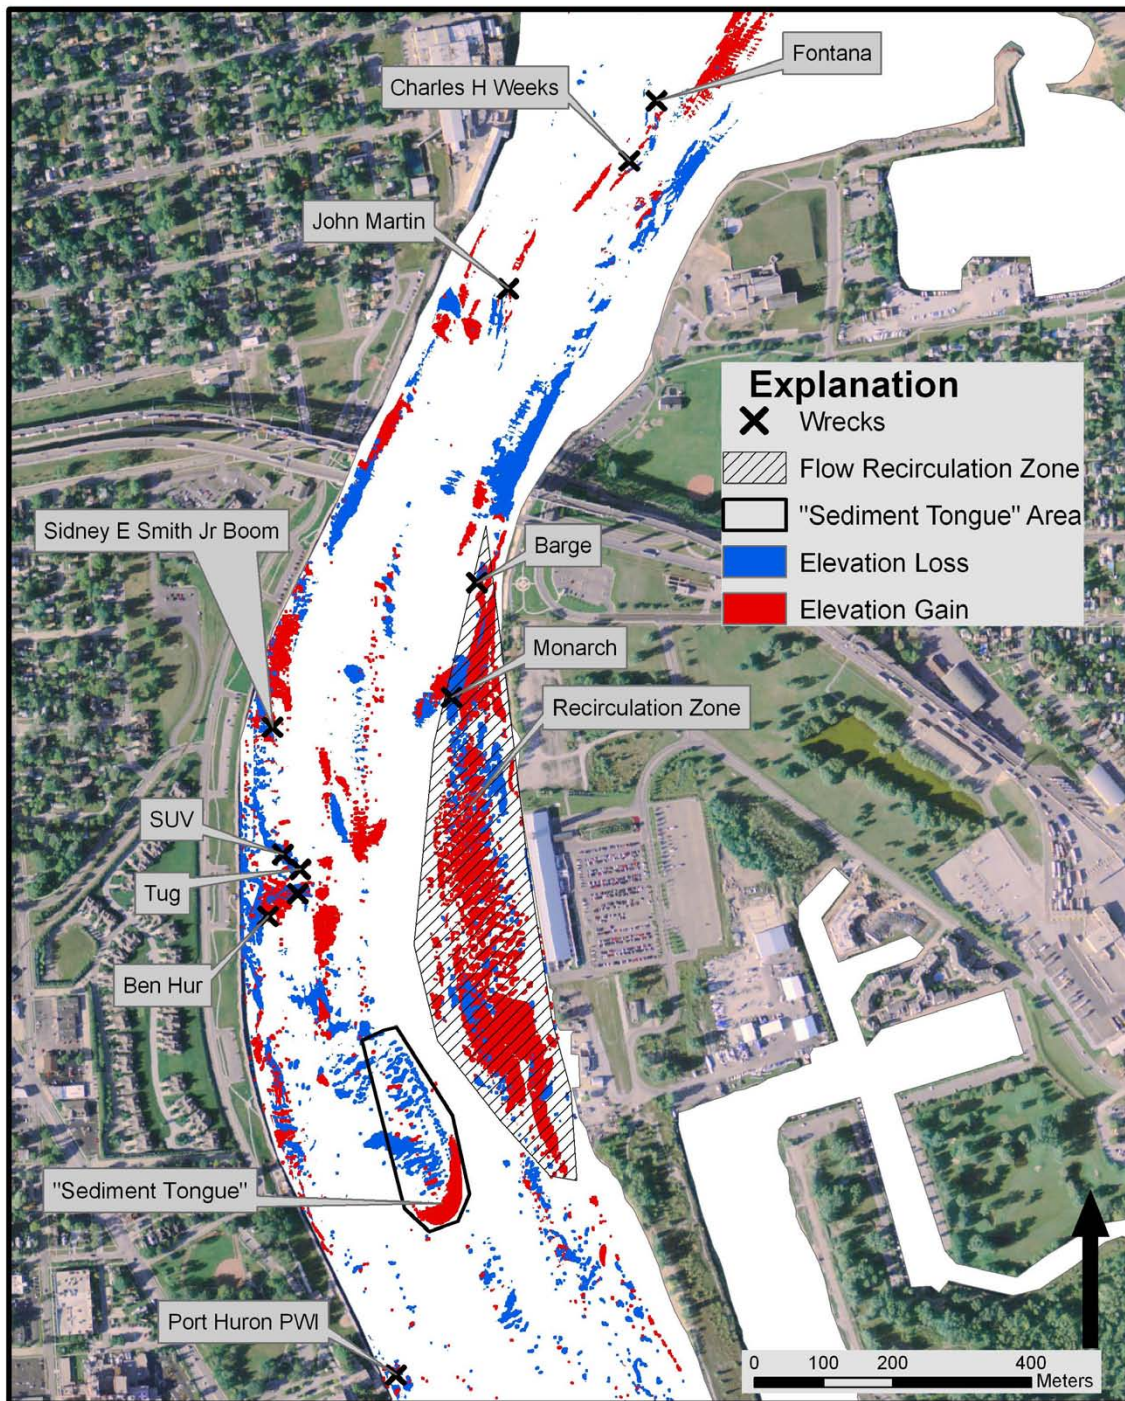 Fontana
Charles H Weeks
John Martin
Explanation
Wrecks
Flow Recirculation Zone
"Sediment Tongue" Area
Elevation Loss
Elevation Gain
Sidney E Smith Jr Boom
Barge
Monarch
Recirculation Zone
SUV
Tug
Ben Hur
"Sediment Tongue"
Port Huron PWI
0 100 200 400
Meters